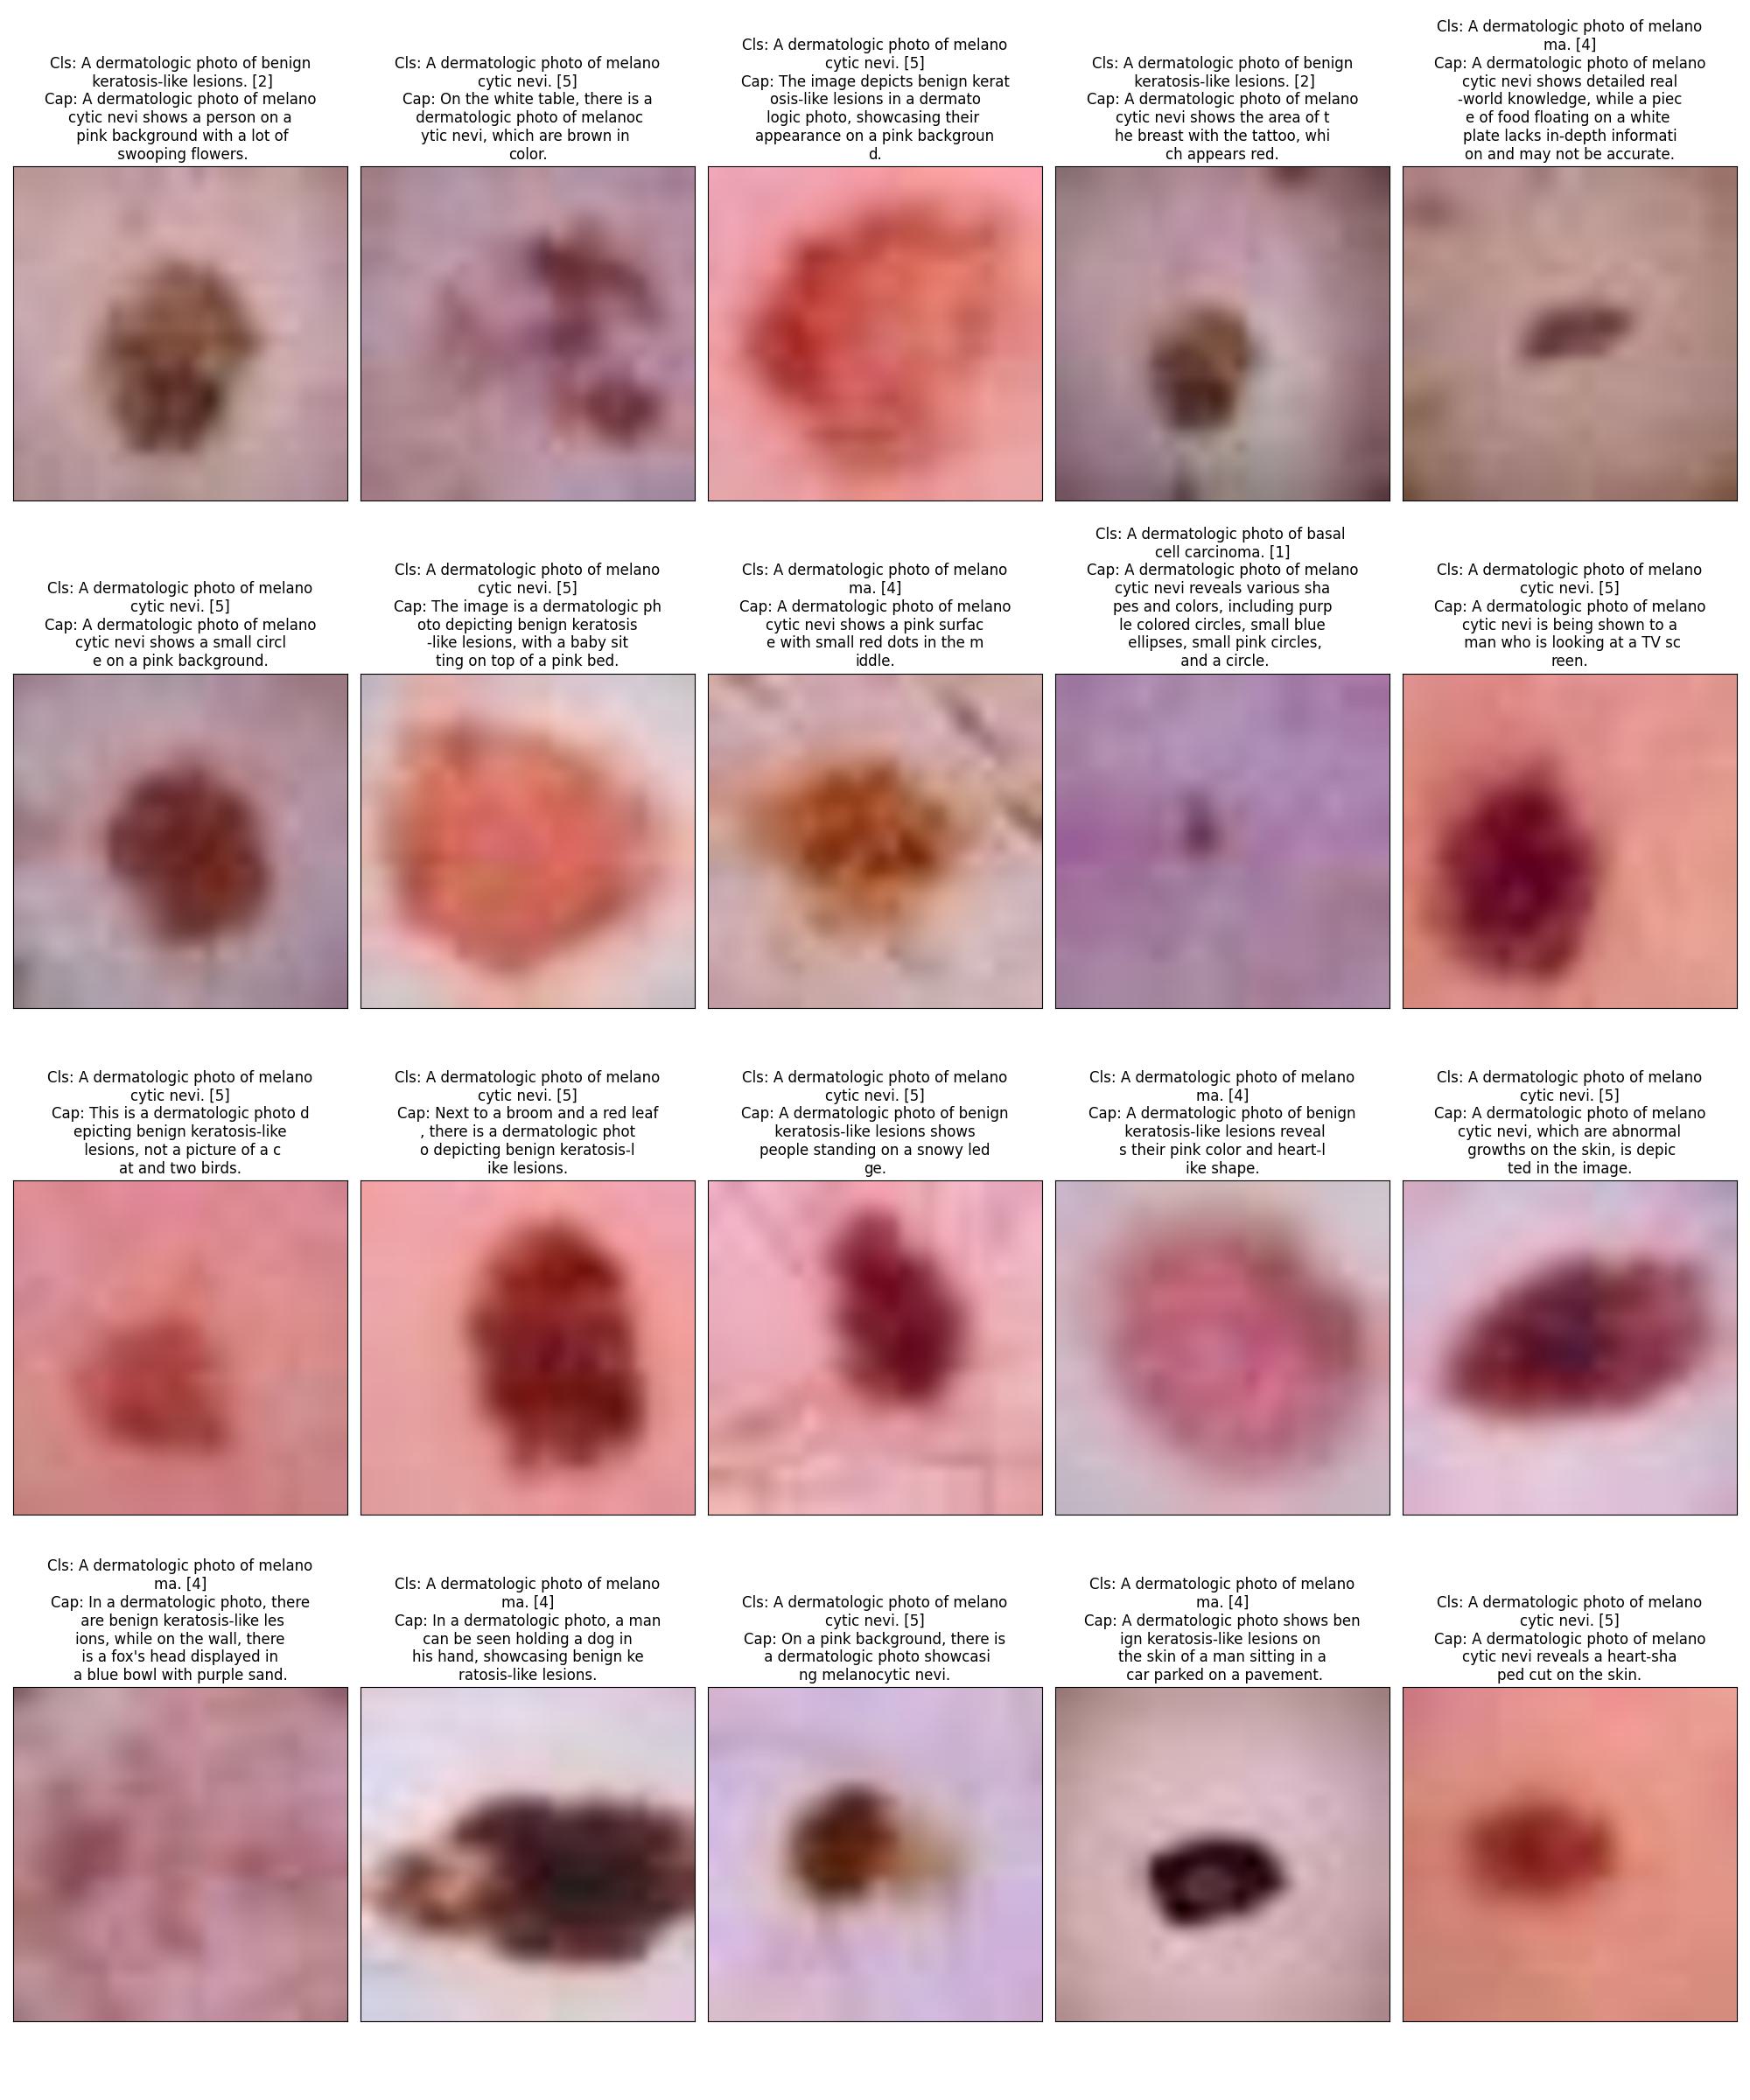 Cls: A dermatologic photo of benign
keratosis-like lesions. [2]
Cap: A dermatologic photo of melano
cytic nevi shows a person on a
pink background with a lot of
swooping flowers.
Cls: A dermatologic photo of melano
cytic nevi. [5]
Cap: On the white table, there is a
dermatologic photo of melanoc
ytic nevi, which are brown in
color.
Cls: A dermatologic photo of melano
cytic nevi. [5]
Cap: The image depicts benign kerat
osis-like lesions in a dermato
logic photo, showcasing their
appearance on a pink backgroun
d.
Cls: A dermatologic photo of benign
keratosis-like lesions. [2]
Cap: A dermatologic photo of melano
cytic nevi shows the area of t
he breast with the tattoo, whi
ch appears red.
Cls: A dermatologic photo of melano
ma. [4]
Cap: A dermatologic photo of melano
cytic nevi shows detailed real
-world knowledge, while a piec
e of food floating on a white
plate lacks in-depth informati
on and may not be accurate.
Cls: A dermatologic photo of melano
cytic nevi. [5]
Cap: A dermatologic photo of melano
cytic nevi shows a small circl
e on a pink background.
Cls: A dermatologic photo of melano
cytic nevi. [5]
Cap: The image is a dermatologic ph
oto depicting benign keratosis
-like lesions, with a baby sit
ting on top of a pink bed.
Cls: A dermatologic photo of melano
ma. [4]
Cap: A dermatologic photo of melano
cytic nevi shows a pink surfac
e with small red dots in the m
iddle.
Cls: A dermatologic photo of basal
cell carcinoma. [1]
Cap: A dermatologic photo of melano
cytic nevi reveals various sha
pes and colors, including purp
le colored circles, small blue
ellipses, small pink circles,
and a circle.
Cls: A dermatologic photo of melano
cytic nevi. [5]
Cap: A dermatologic photo of melano
cytic nevi is being shown to a
man who is looking at a TV sc
reen.
Cls: A dermatologic photo of melano
cytic nevi. [5]
Cap: This is a dermatologic photo d
epicting benign keratosis-like
lesions, not a picture of a c
at and two birds.
Cls: A dermatologic photo of melano
cytic nevi. [5]
Cap: Next to a broom and a red leaf
, there is a dermatologic phot
o depicting benign keratosis-l
ike lesions.
Cls: A dermatologic photo of melano
cytic nevi. [5]
Cap: A dermatologic photo of benign
keratosis-like lesions shows
people standing on a snowy led
ge.
Cls: A dermatologic photo of melano
ma. [4]
Cap: A dermatologic photo of benign
keratosis-like lesions reveal
s their pink color and heart-l
ike shape.
Cls: A dermatologic photo of melano
cytic nevi. [5]
Cap: A dermatologic photo of melano
cytic nevi, which are abnormal
growths on the skin, is depic
ted in the image.
Cls: A dermatologic photo of melano
ma. [4]
Cap: In a dermatologic photo, there
are benign keratosis-like les
ions, while on the wall, there
is a fox's head displayed in
a blue bowl with purple sand.
Cls: A dermatologic photo of melano
ma. [4]
Cap: In a dermatologic photo, a man
can be seen holding a dog in
his hand, showcasing benign ke
ratosis-like lesions.
Cls: A dermatologic photo of melano
cytic nevi. [5]
Cap: On a pink background, there is
a dermatologic photo showcasi
ng melanocytic nevi.
Cls: A dermatologic photo of melano
ma. [4]
Cap: A dermatologic photo shows ben
ign keratosis-like lesions on
the skin of a man sitting in a
car parked on a pavement.
Cls: A dermatologic photo of melano
cytic nevi. [5]
Cap: A dermatologic photo of melano
cytic nevi reveals a heart-sha
ped cut on the skin.